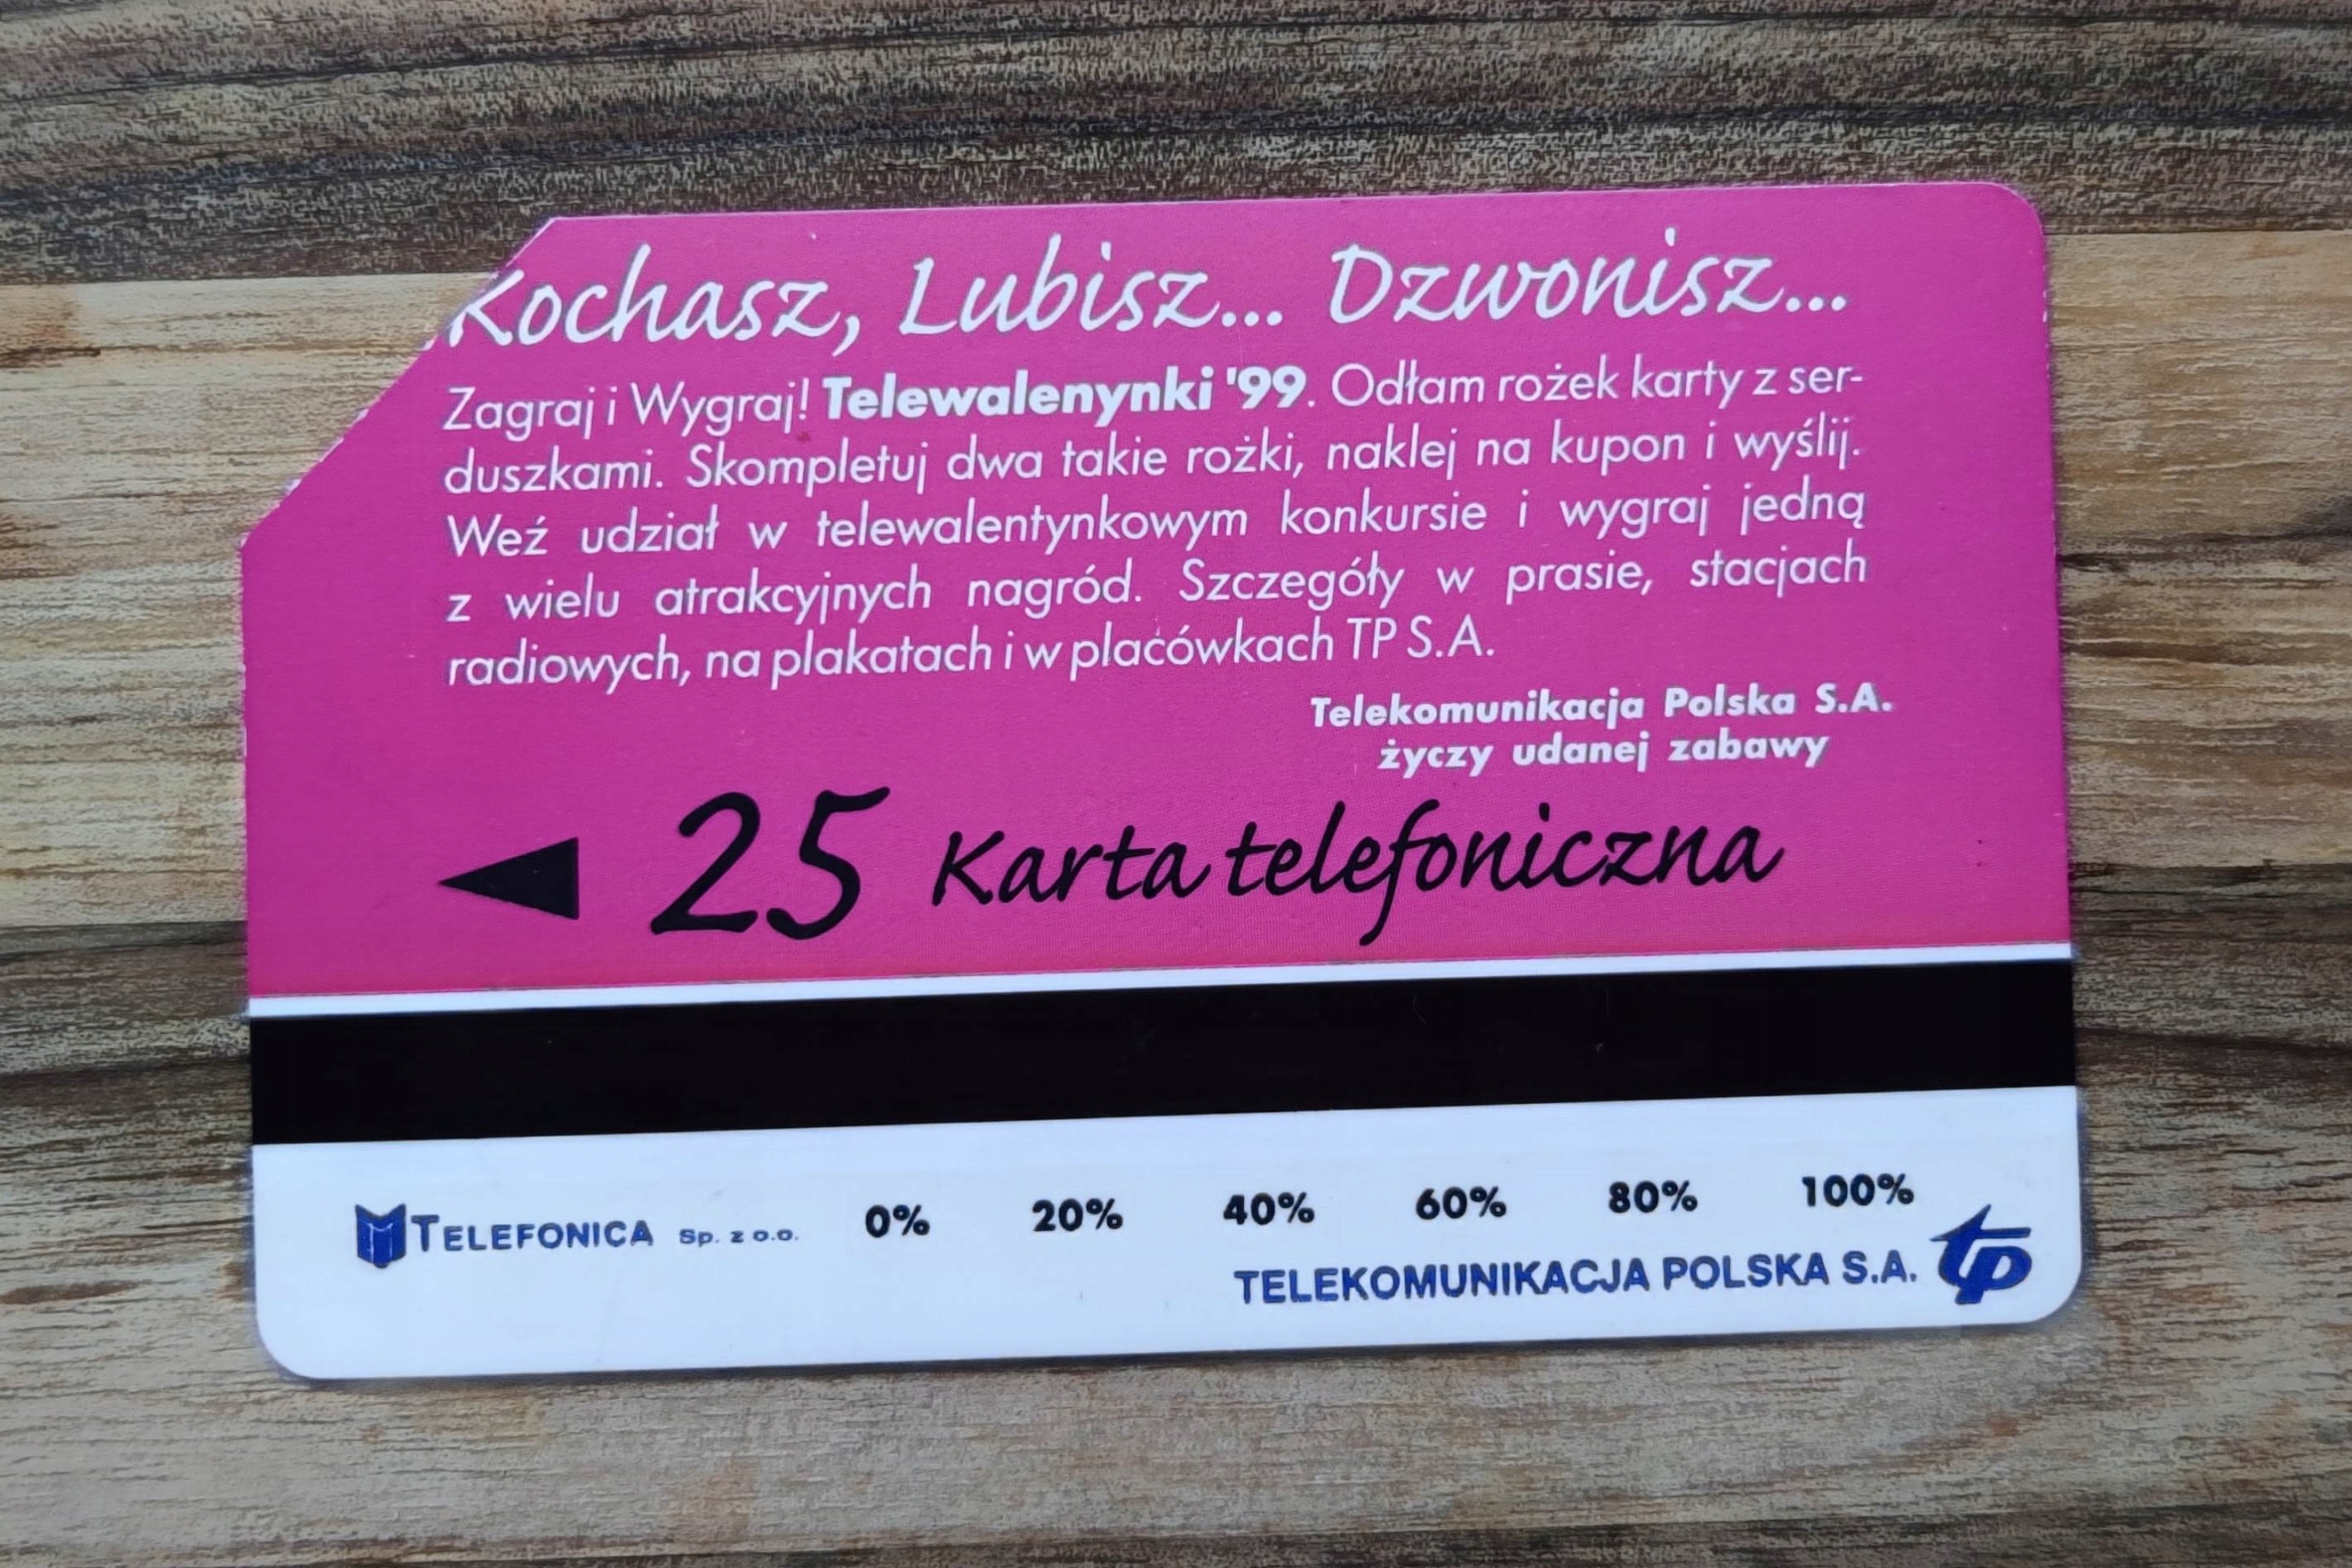 Kochasz, Lubisz... Dzwonisz...
Zagraj i Wygraj! Telewalenynki '99. Odłam rożek karty z ser-
duszkami. Skompletuj dwa takie rożki, naklej na kupon i wyślij.
Weź udział w telewalentynkowym konkursie i wygraj jedną
z wielu atrakcyjnych nagród. Szczegóły w prasie, stacjach
radiowych, na plakatach i w placówkach TP S.A.
Telekomunikacja Polska S.A.
życzy udanej zabawy
25 Karta telefoniczna
TELEFONICA Sp. z o.o. 0% 20% 40% 60% 80% 100%
TELEKOMUNIKACJA POLSKA S.A. tp